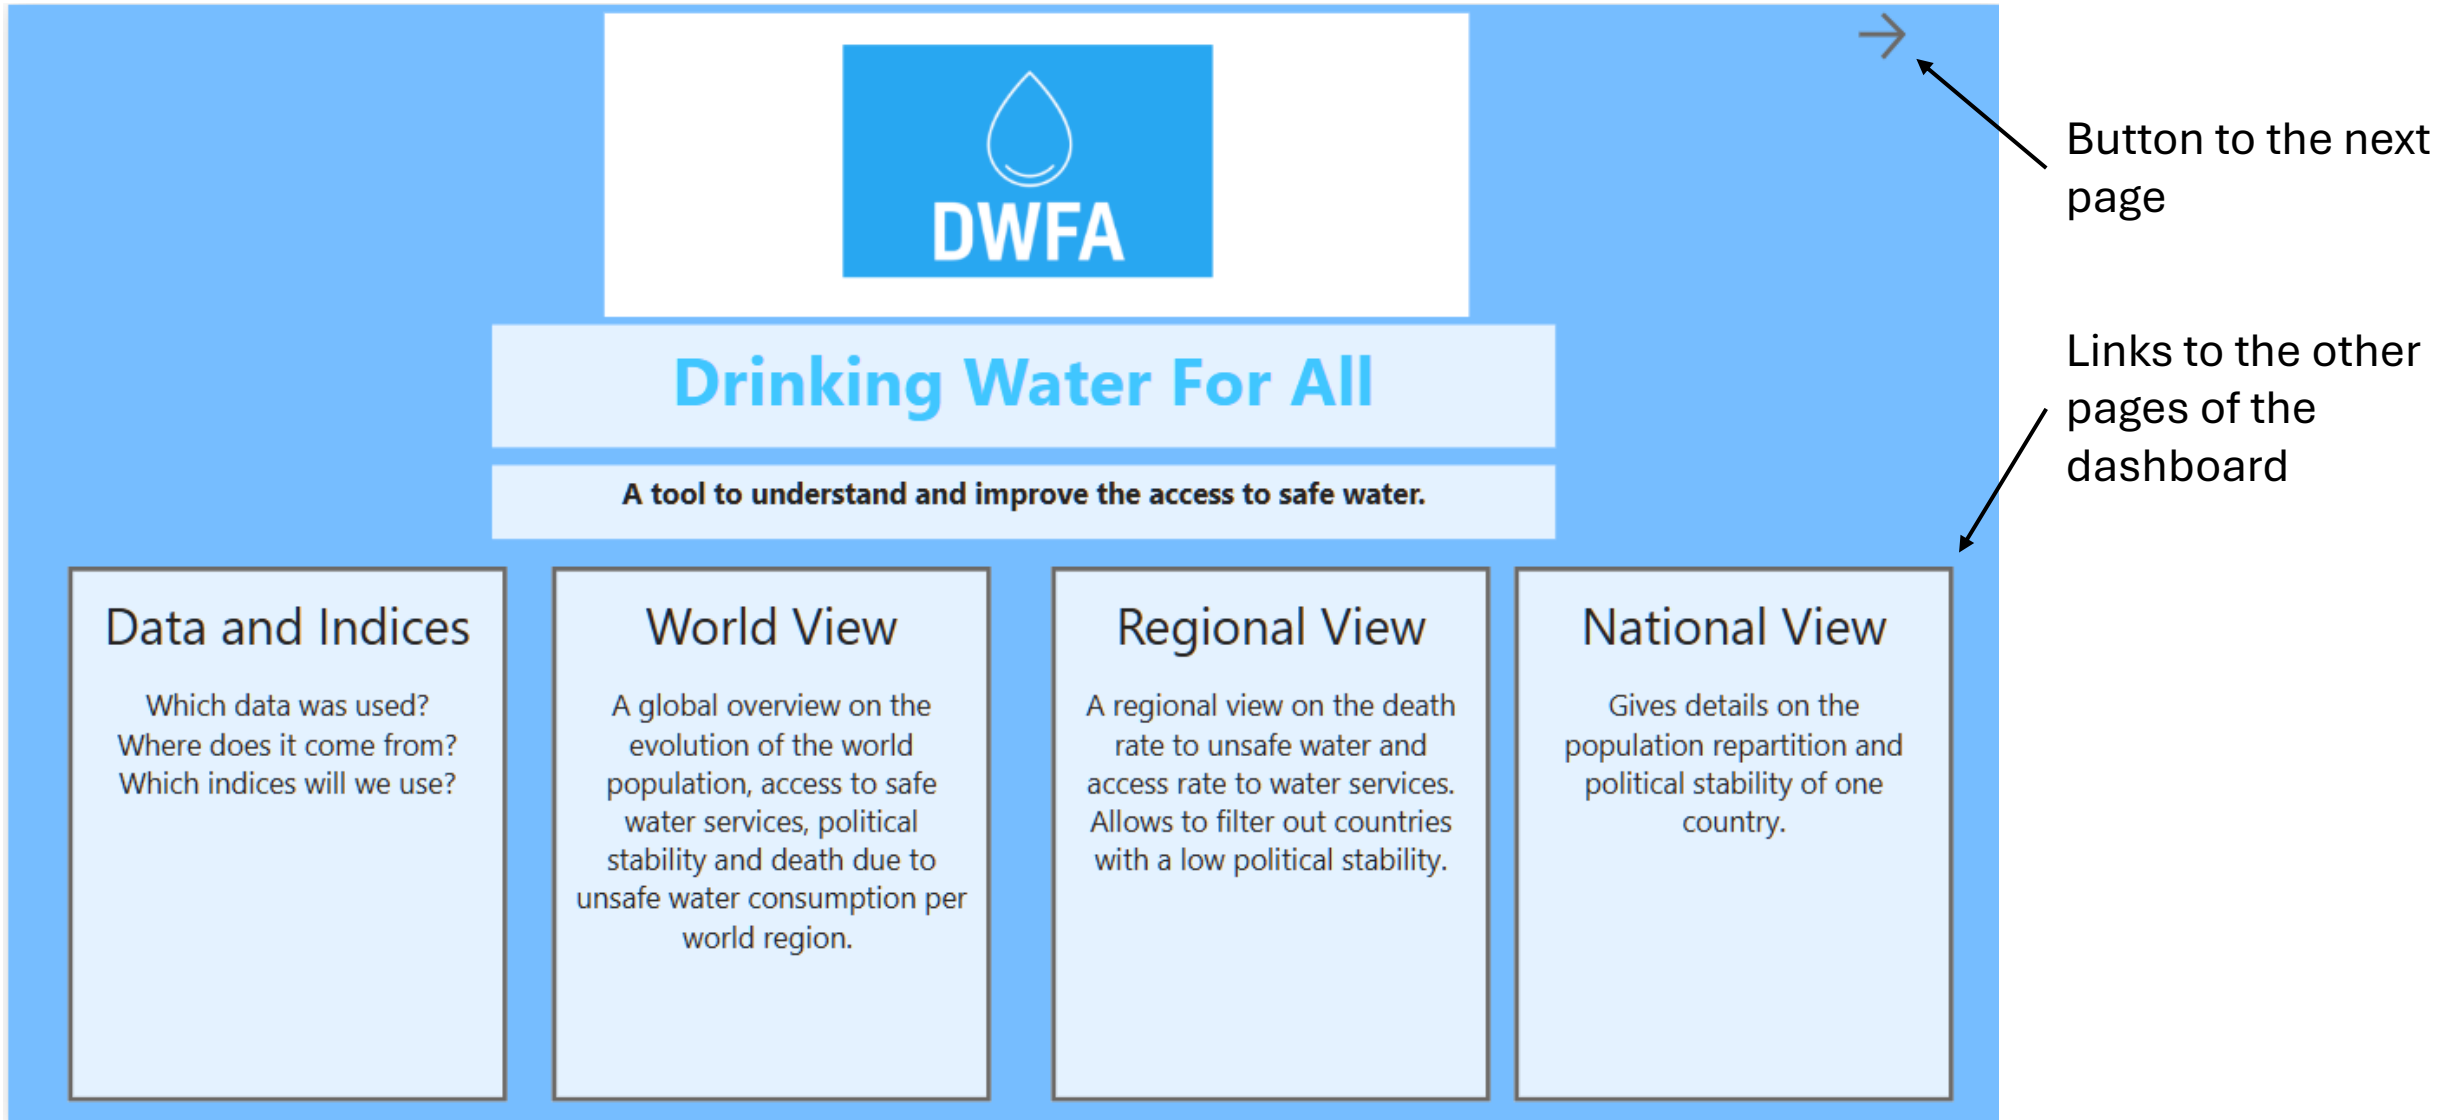 DWFA
Button to the next
page
Drinking Water For All
Links to the other
pages of the
dashboard
A tool to understand and improve the access to safe water.
Data and Indices
Which data was used?
Where does it come from?
Which indices will we use?
World View
A global overview on the
evolution of the world
population, access to safe
water services, political
stability and death due to
unsafe water consumption per
world region.
Regional View
A regional view on the death
rate to unsafe water and
access rate to water services.
Allows to filter out countries
with a low political stability.
National View
Gives details on the
population repartition and
political stability of one
country.